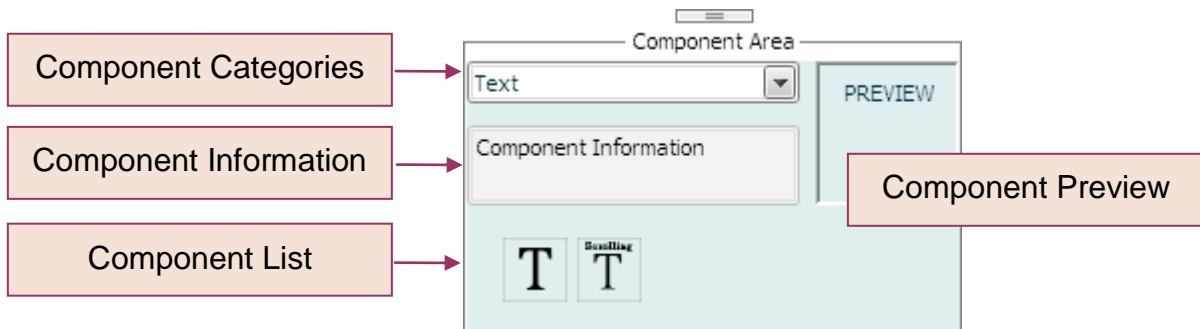 Component Area
Component Categories
Text
PREVIEW
Component Information
Component Information
Component Preview
Component List
T
Scrolling
T